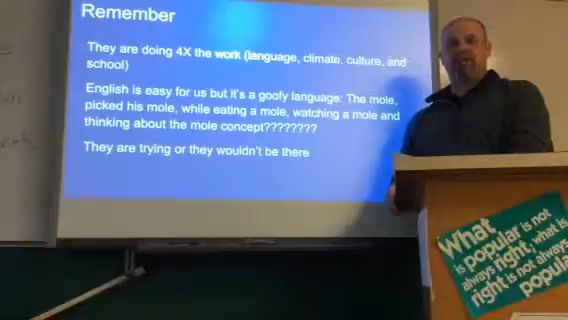 Remember
They are doing 4X the work (language, climate, culture, and
school)
English is easy for us but it's a goofy language: The mole,
picked his mole, while eating a mole, watching a mole and
thinking about the mole concept????????
They are trying or they wouldn't be there
What
is popular is not
always right, what is
right is not always
popula